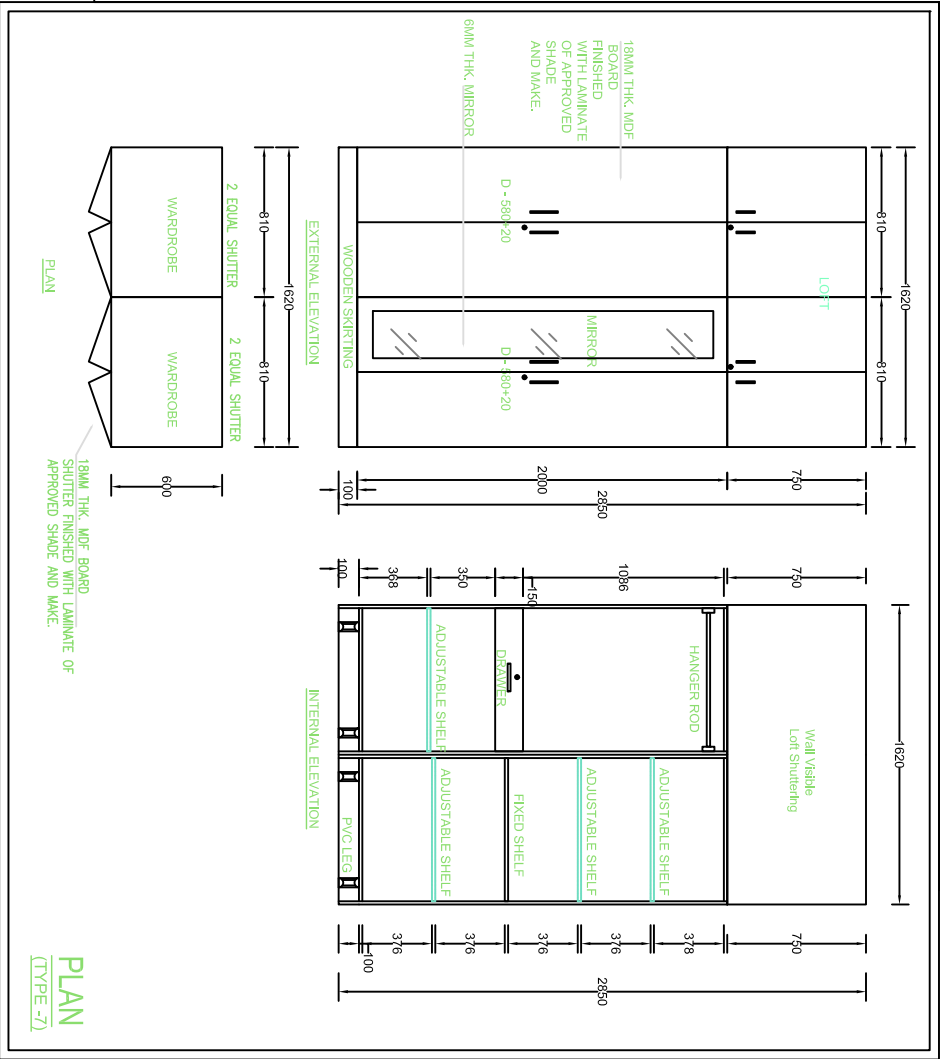 1620
810
810
LOFT
18MM THK. MDF
BOARD
FINISHED
WITH LAMINATE
OF APPROVED
SHADE
AND MAKE.
6MM THK. MIRROR
D - 580+20
MIRROR
D - 580+20
WOODEN SKIRTING
EXTERNAL ELEVATION
750
2000
100
2850
1620
Wall Visible
Loft Shuttering
HANGER ROD
DRAWER
ADJUSTABLE SHELF
ADJUSTABLE SHELF
ADJUSTABLE SHELF
FIXED SHELF
ADJUSTABLE SHELF
PVC LEG
INTERNAL ELEVATION
750
1086
150
350
368
100
750
378
376
376
376
376
100
2850
1620
810
810
2 EQUAL SHUTTER
2 EQUAL SHUTTER
WARDROBE
WARDROBE
600
PLAN
18MM THK. MDF BOARD
SHUTTER FINISHED WITH LAMINATE OF
APPROVED SHADE AND MAKE.
PLAN
(TYPE -7)